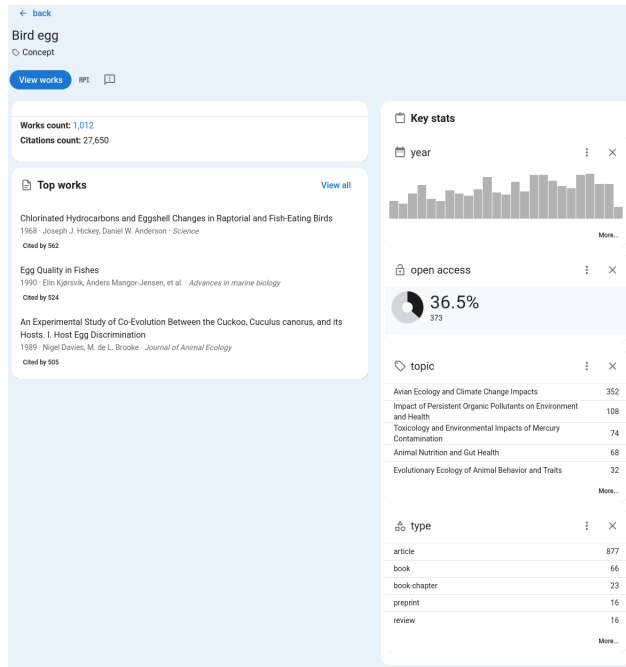 ← back
Bird egg
Concept
View works API
Works count: 1,012
Citations count: 27,650
Top works View all
Chlorinated Hydrocarbons and Eggshell Changes in Raptorial and Fish-Eating Birds
1968 · Joseph J. Hickey, Daniel W. Anderson · Science
Cited by 562
Egg Quality in Fishes
1990 · Elin Kjørsvik, Anders Mangor-Jensen, et al. · Advances in marine biology
Cited by 524
An Experimental Study of Co-Evolution Between the Cuckoo, Cuculus canorus, and its
Hosts. I. Host Egg Discrimination
1989 · Nigel Davies, M. de L. Brooke · Journal of Animal Ecology
Cited by 505
Key stats
year
More...
open access
36.5%
373
topic
Avian Ecology and Climate Change Impacts 352
Impact of Persistent Organic Pollutants on Environment
and Health 108
Toxicology and Environmental Impacts of Mercury
Contamination 74
Animal Nutrition and Gut Health 68
Evolutionary Ecology of Animal Behavior and Traits 32
More...
type
article 877
book 66
book-chapter 23
preprint 16
review 16
More...